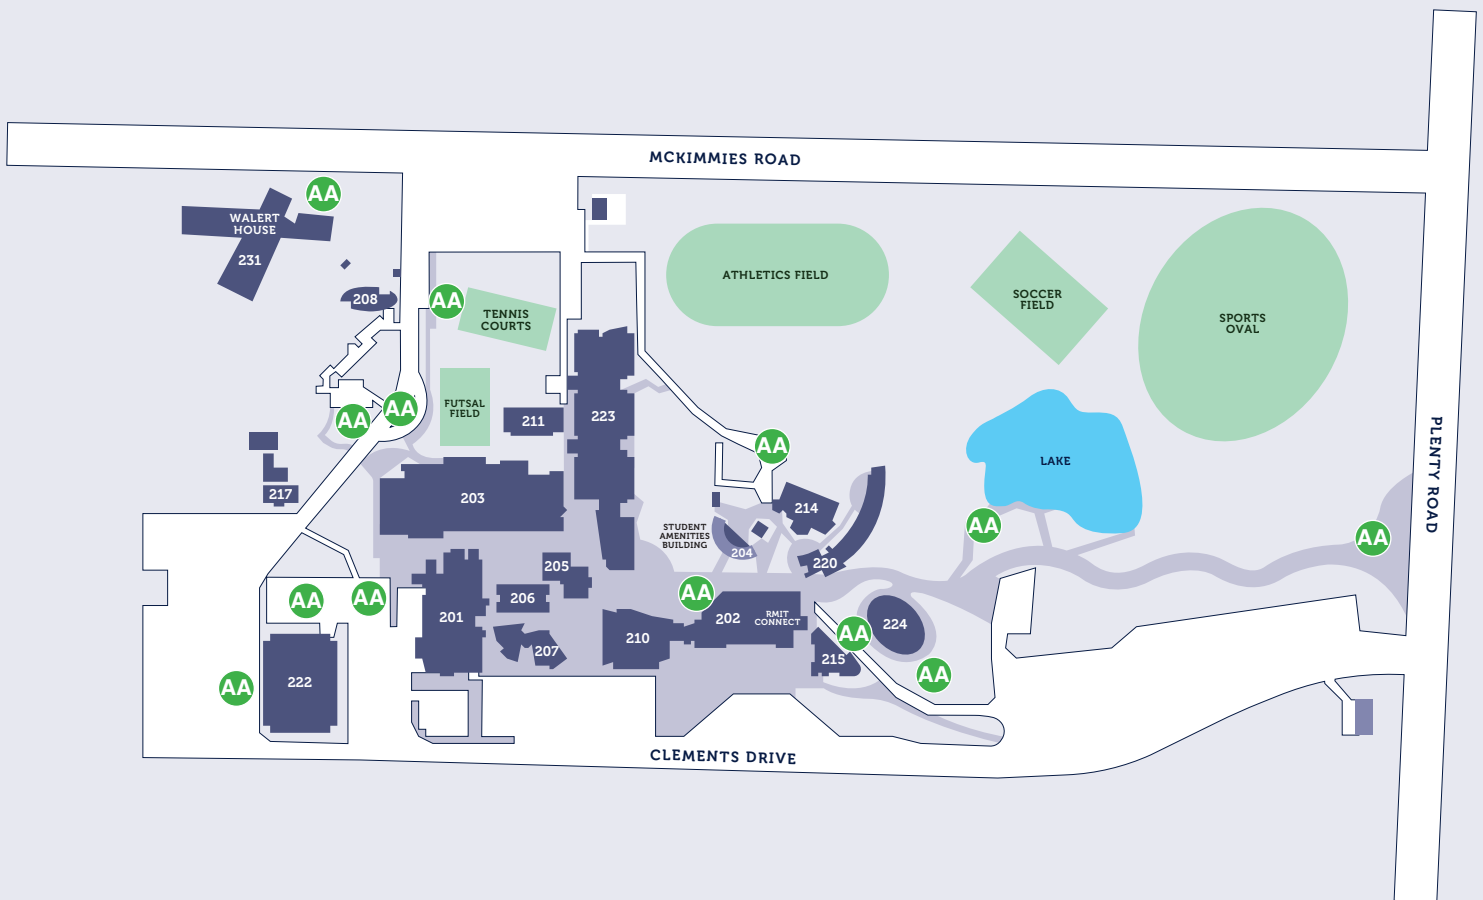 MCKIMMIES ROAD
AA
WALERT
HOUSE
231
208
AA
TENNIS
COURTS
ATHLETICS FIELD
SOCCER
FIELD
SPORTS
OVAL
FUTSAL
FIELD
AA
AA
211
223
AA
LAKE
PLENTY ROAD
217
203
214
STUDENT
AMENITIES
BUILDING
204
220
AA
AA
205
206
AA
AA
AA
201
202
RMIT
CONNECT
224
AA
210
207
215
AA
222
AA
CLEMENTS DRIVE